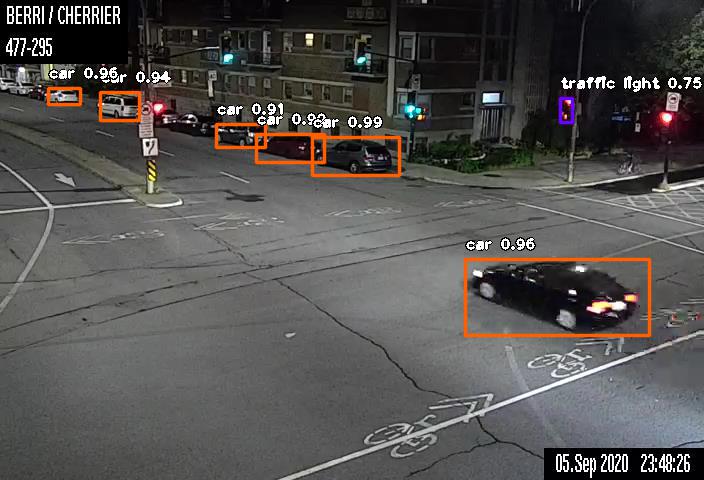 BERRI / CHERRIER
477-295
car 0.96
car 0.94
traffic light 0.75
car 0.91
car 0.99
car 0.96
05.Sep 2020 23:48:26